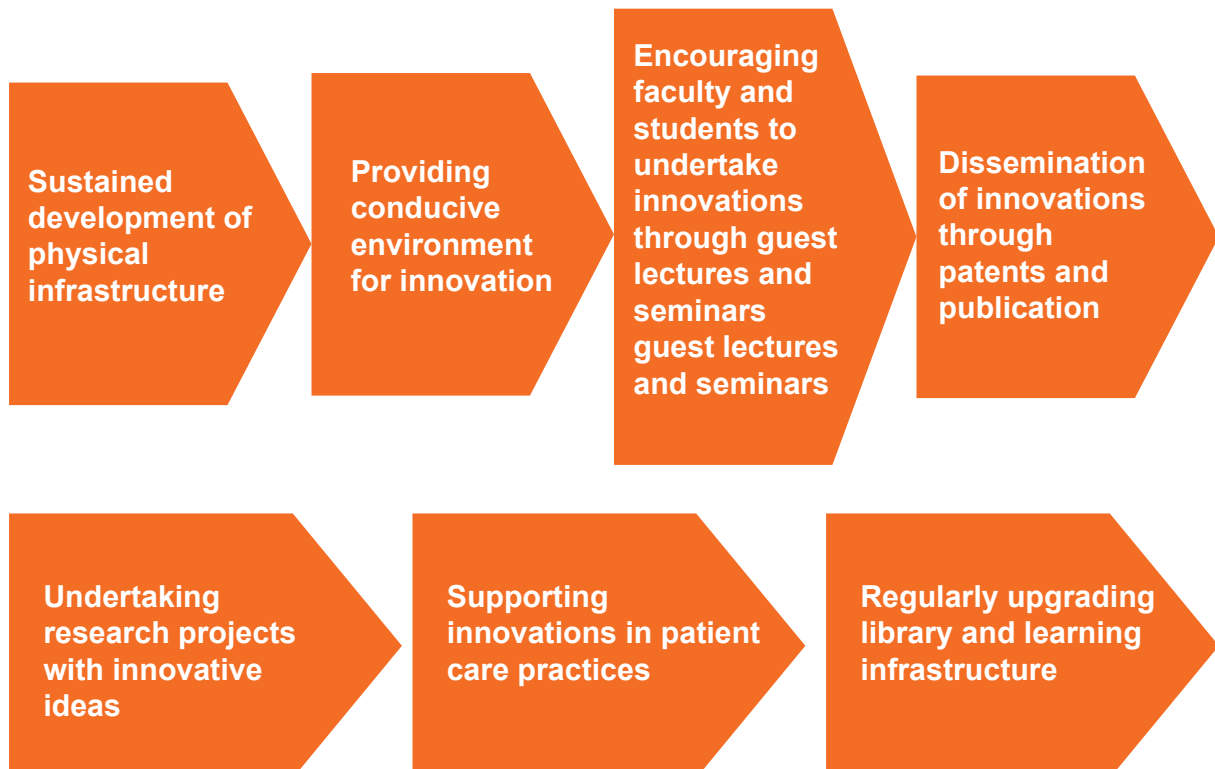 Sustained
development of
physical
infrastructure
Providing
conducive
environment
for innovation
Encouraging
faculty and
students to
undertake
innovations
through guest
lectures and
seminars
guest lectures
and seminars
Dissemination
of innovations
through
patents and
publication
Undertaking
research projects
with innovative
ideas
Supporting
innovations in patient
care practices
Regularly upgrading
library and learning
infrastructure